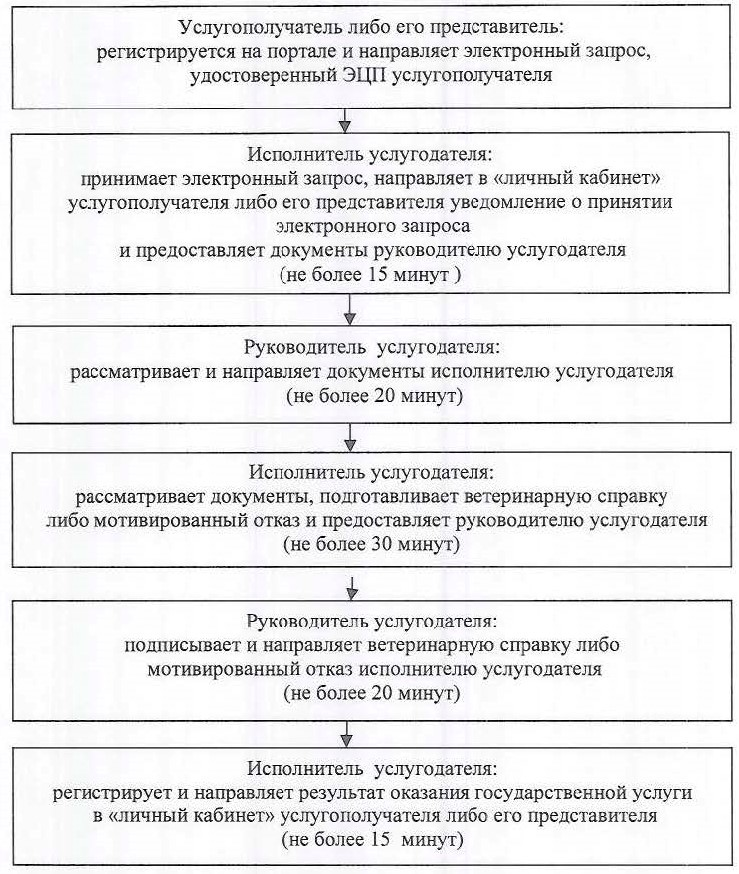 Услугополучатель либо его представитель:
регистрируется на портале и направляет электронный запрос,
удостоверенный ЭЦП услугополучателя
Исполнитель услугодателя:
принимает электронный запрос, направляет в «личный кабинет»
услугополучателя либо его представителя уведомление о принятии
электронного запроса
и предоставляет документы руководителю услугодателя
(не более 15 минут )
Руководитель услугодателя:
рассматривает и направляет документы исполнителю услугодателя
(не более 20 минут)
Исполнитель услугодателя:
рассматривает документы, подготавливает ветеринарную справку
либо мотивированный отказ и предоставляет руководителю услугодателя
(не более 30 минут)
Руководитель услугодателя:
подписывает и направляет ветеринарную справку либо
мотивированный отказ исполнителю услугодателя
(не более 20 минут)
Исполнитель услугодателя:
регистрирует и направляет результат оказания государственной услуги
в «личный кабинет» услугополучателя либо его представителя
(не более 15 минут)